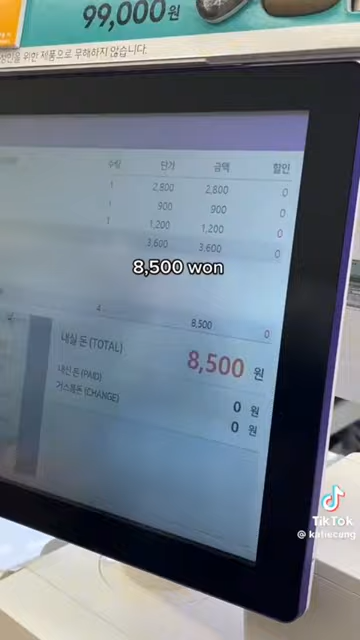 99,000원
성인을 위한 제품으로 무해하지 않습니다.
수량 단가 금액 할인
1 2,800 2,800 0
1 900 900 0
1 1,200 1,200 0
3,600 3,600 0
8,500 won
4 8,500 0
내실 돈 (TOTAL) 8,500 원
내신 돈 (PAID) 0 원
거스름돈 (CHANGE) 0 원
TikTok
@ katiecung